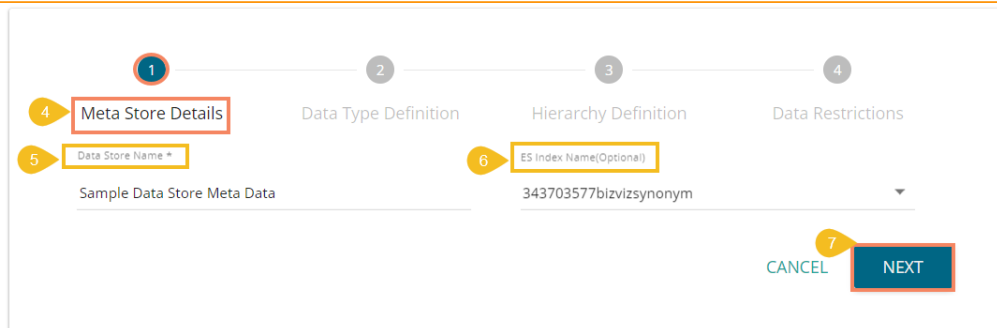 1 2 3 4
4 Meta Store Details Data Type Definition Hierarchy Definition Data Restrictions
5 Data Store Name * 6 ES Index Name(Optional)
Sample Data Store Meta Data 343703577bizvizsynonym
7
CANCEL NEXT